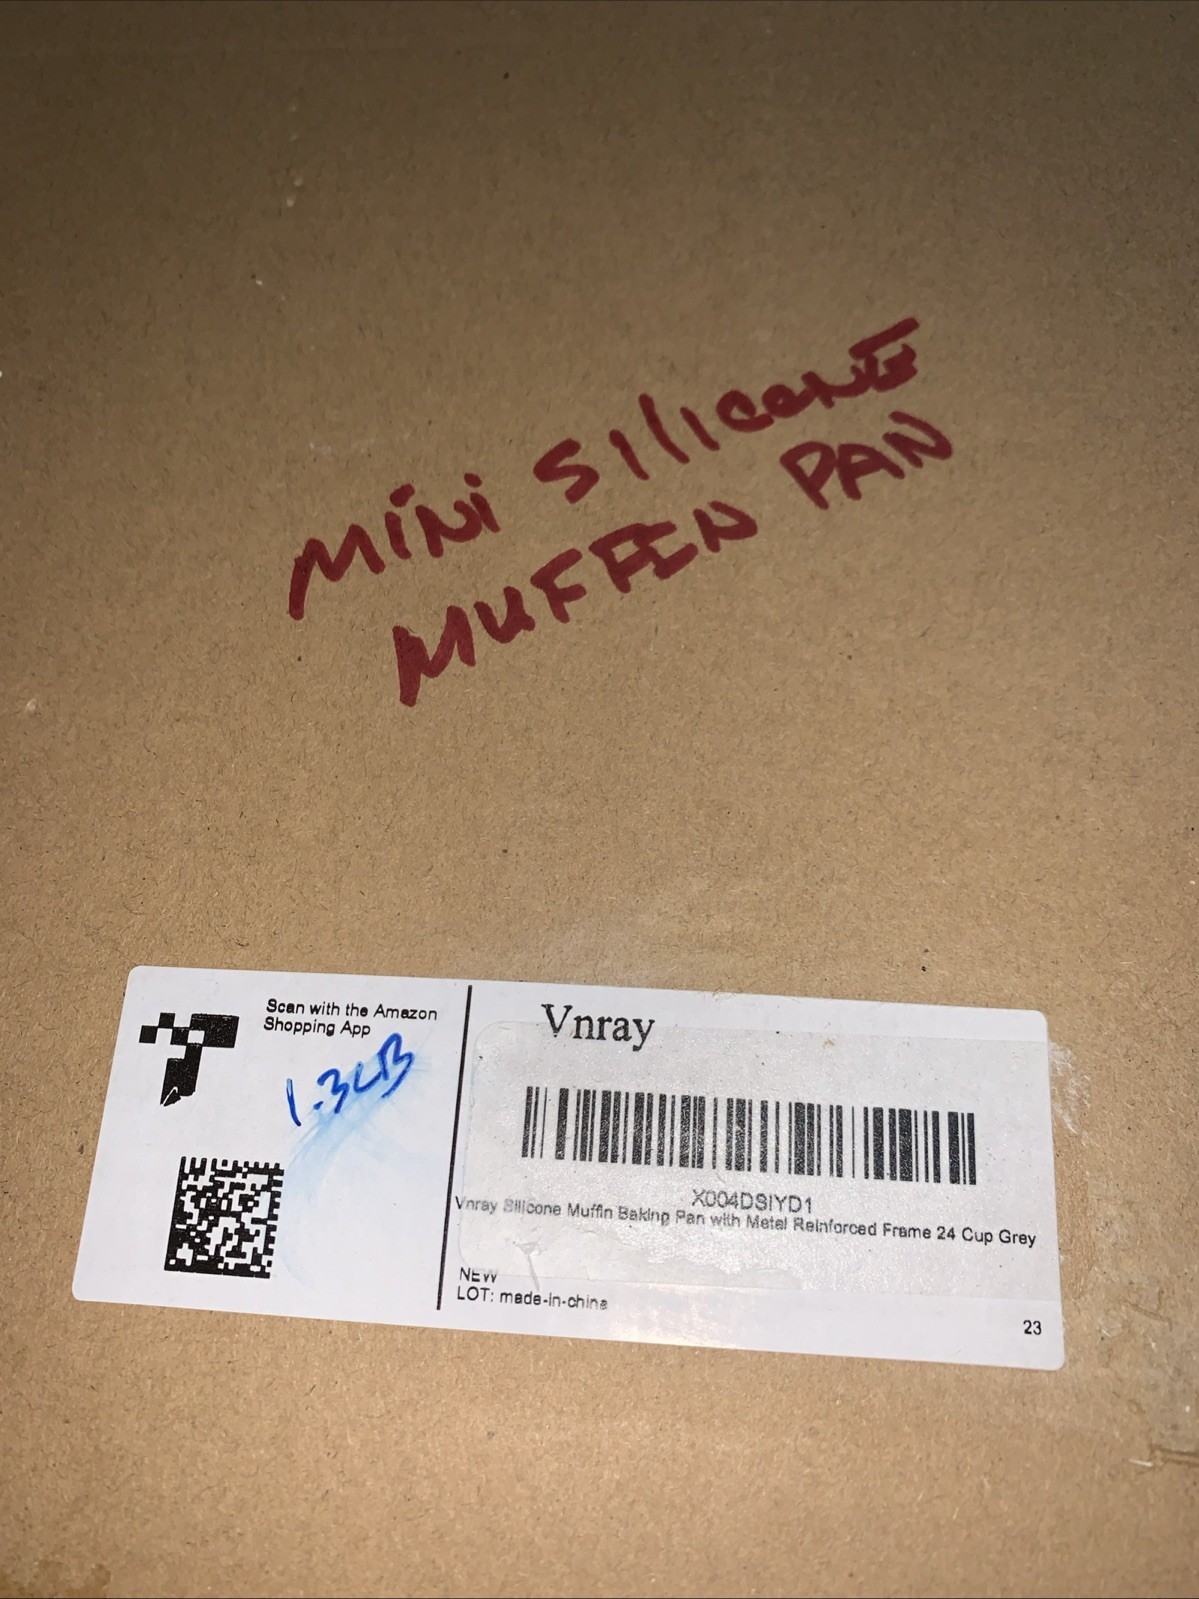 MiNi SiliconE
MUFFIN PAN
Scan with the Amazon
Shopping App
1.3LB
Vnray
X004DSIYD1
Vnray Silicone Muffin Baking Pan with Metal Reinforced Frame 24 Cup Grey
NEW
LOT: made-in-china
23